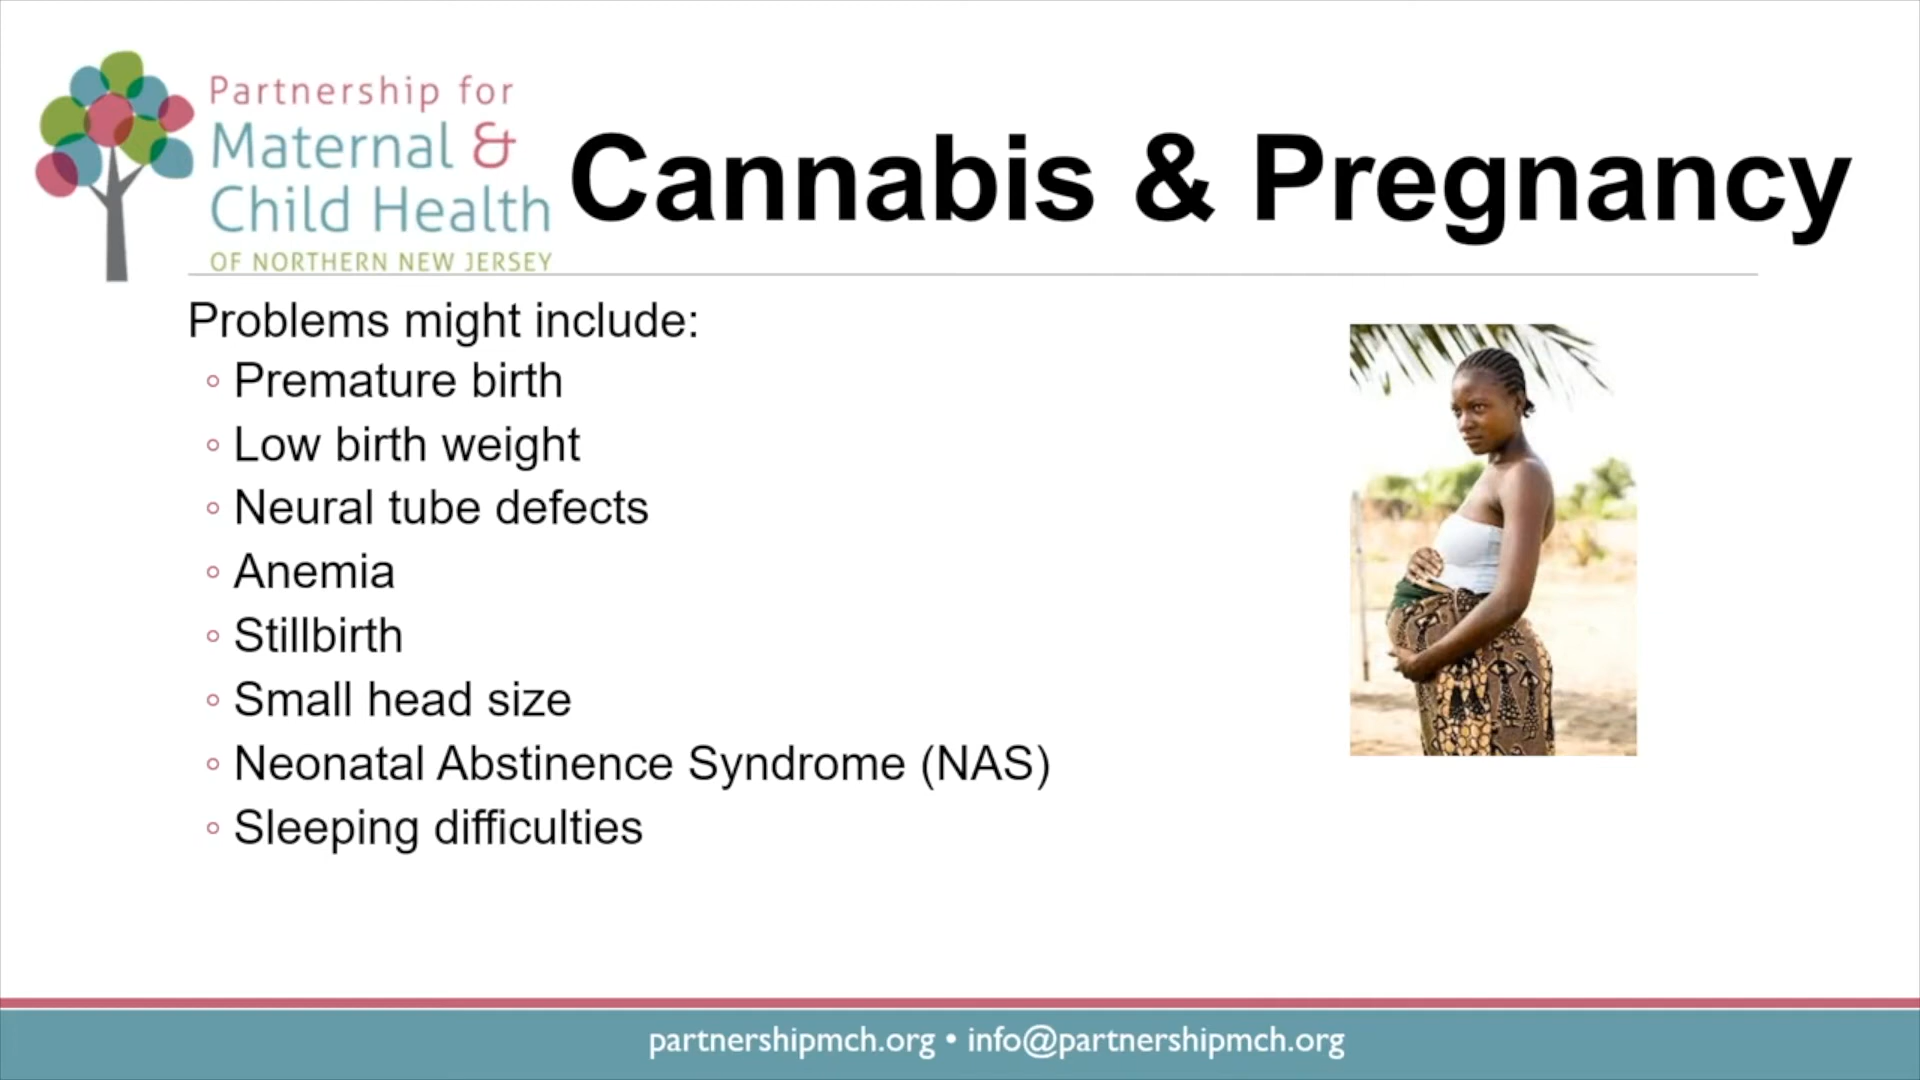 Partnership for
Maternal &
Child Health
OF NORTHERN NEW JERSEY
Cannabis & Pregnancy
Problems might include:
◦ Premature birth
◦ Low birth weight
◦ Neural tube defects
◦ Anemia
◦ Stillbirth
◦ Small head size
◦ Neonatal Abstinence Syndrome (NAS)
◦ Sleeping difficulties
partnershipmch.org • info@partnershipmch.org